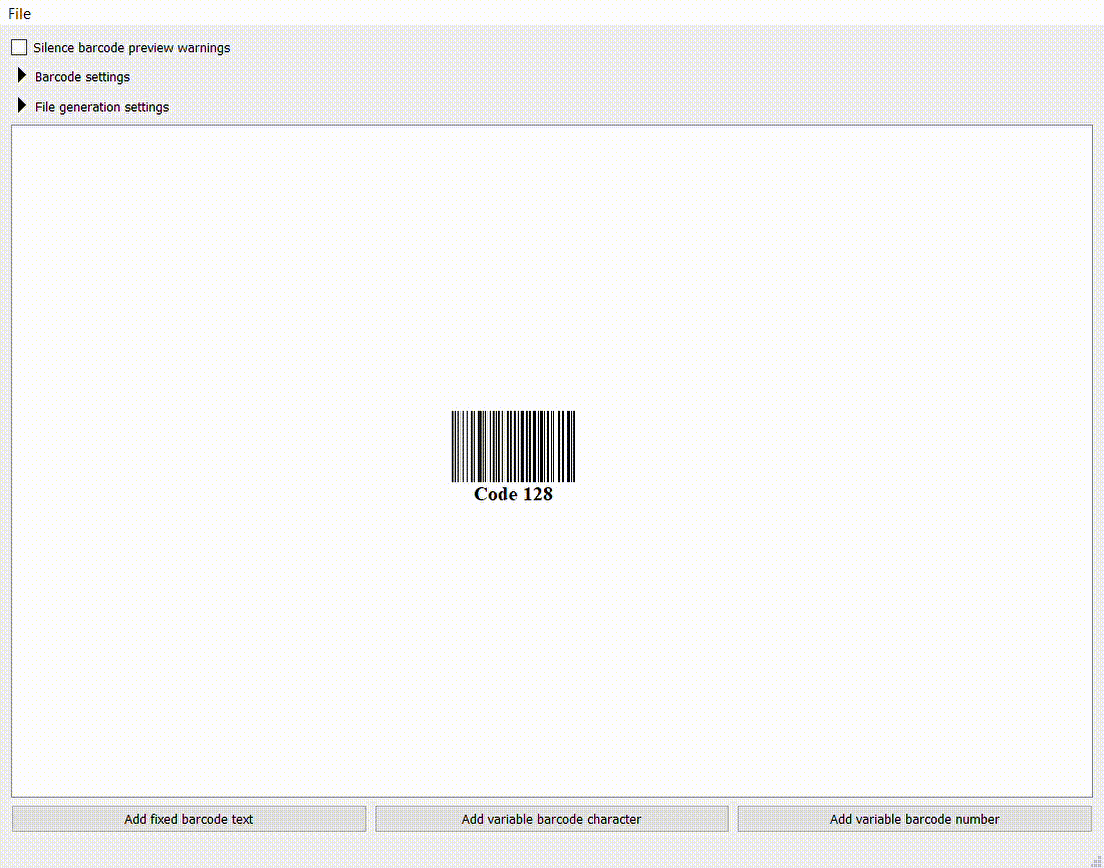 File
Silence barcode preview warnings
Barcode settings
File generation settings
Code 128
Add fixed barcode text
Add variable barcode character
Add variable barcode number